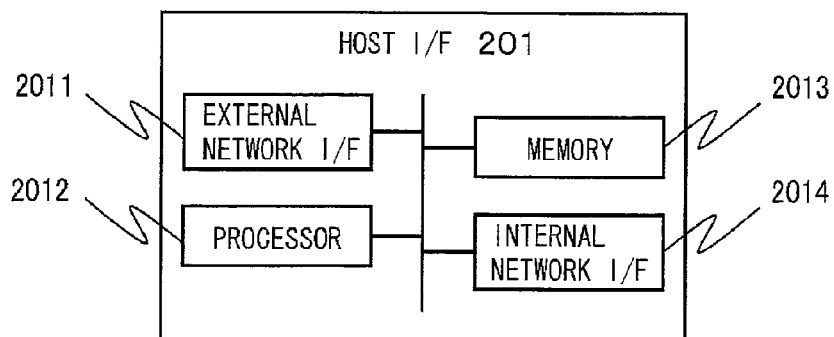 HOST I/F 201
2011
EXTERNAL
NETWORK I/F
2013
MEMORY
2012
PROCESSOR
2014
INTERNAL
NETWORK I/F